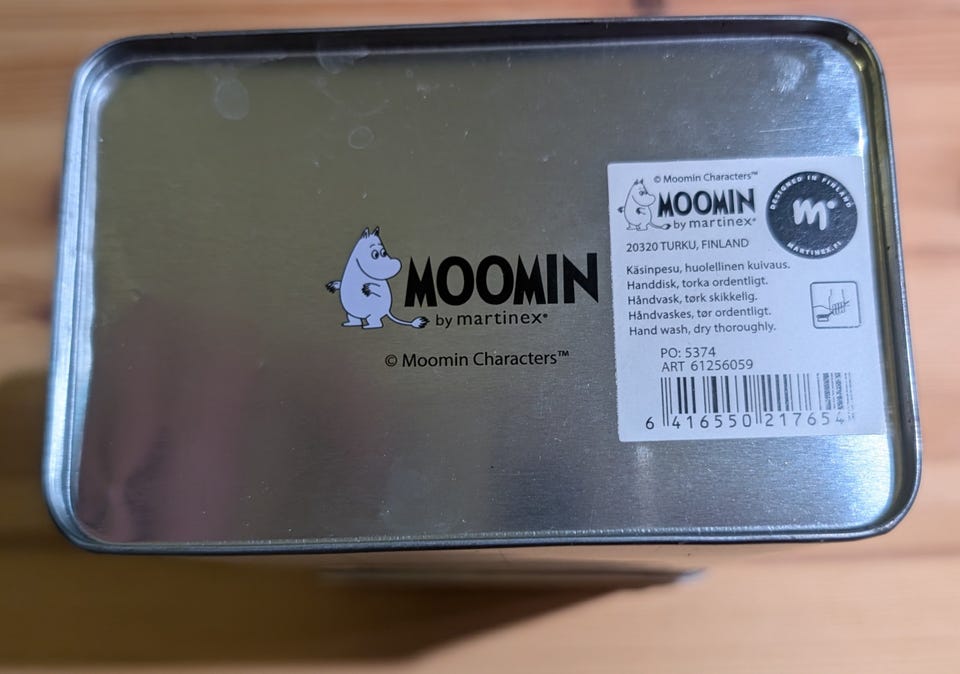 MOOMIN
by martinex®
© Moomin Characters™
© Moomin Characters™
MOOMIN
by martinex®
DESIGNED IN FINLAND
m
MARTINEX.FI
20320 TURKU, FINLAND
Käsinpesu, huolellinen kuivaus.
Handdisk, torka ordentligt.
Håndvask, tørk skikkelig.
Håndvaskes, tør ordentligt.
Hand wash, dry thoroughly.
PO: 5374
ART 61256059
6 416550 217654